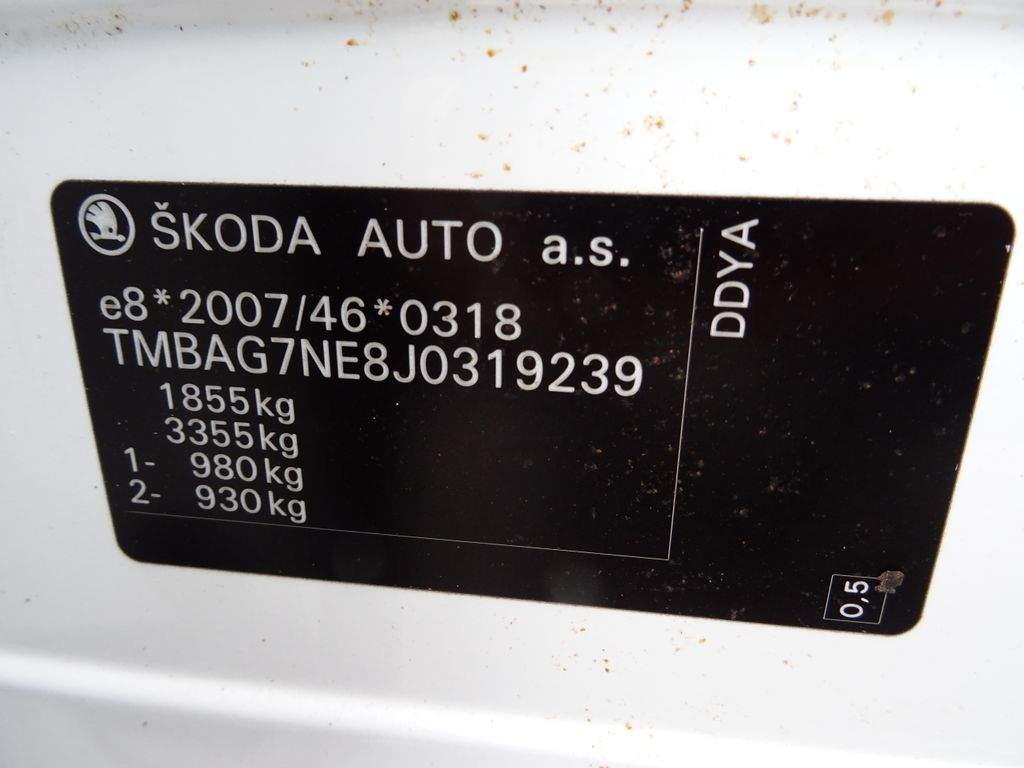 ŠKODA AUTO a.s.
e8*2007/46*0318
TMBAG7NE8J0319239
1855kg
3355kg
1- 980kg
2- 930kg
DDYA
0,5